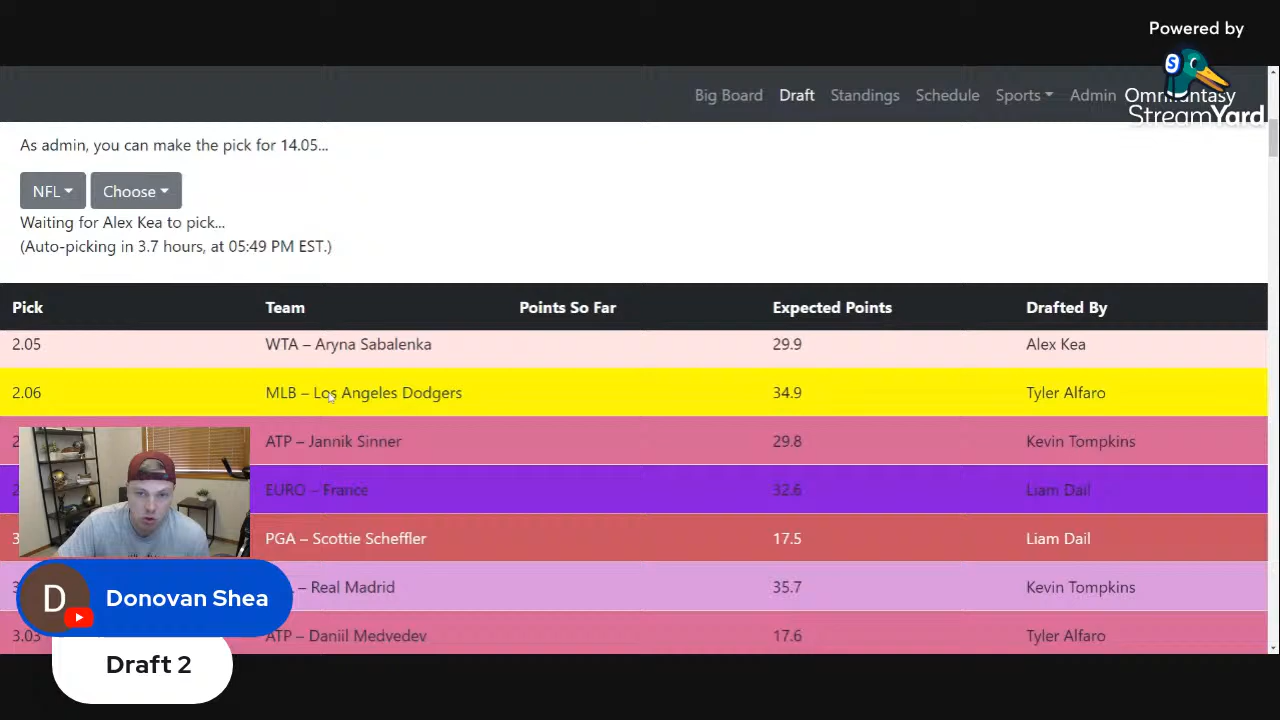 Powered by
Big Board Draft Standings Schedule Sports Admin Omnifantasy
StreamYard
As admin, you can make the pick for 14.05...
NFL Choose
Waiting for Alex Kea to pick...
(Auto-picking in 3.7 hours, at 05:49 PM EST.)
Pick Team Points So Far Expected Points Drafted By
2.05 WTA – Aryna Sabalenka 29.9 Alex Kea
2.06 MLB – Los Angeles Dodgers 34.9 Tyler Alfaro
ATP – Jannik Sinner 29.8 Kevin Tompkins
EURO – France 32.6 Liam Dail
PGA – Scottie Scheffler 17.5 Liam Dail
– Real Madrid 35.7 Kevin Tompkins
3.03 ATP – Daniil Medvedev 17.6 Tyler Alfaro
D Donovan Shea
Draft 2